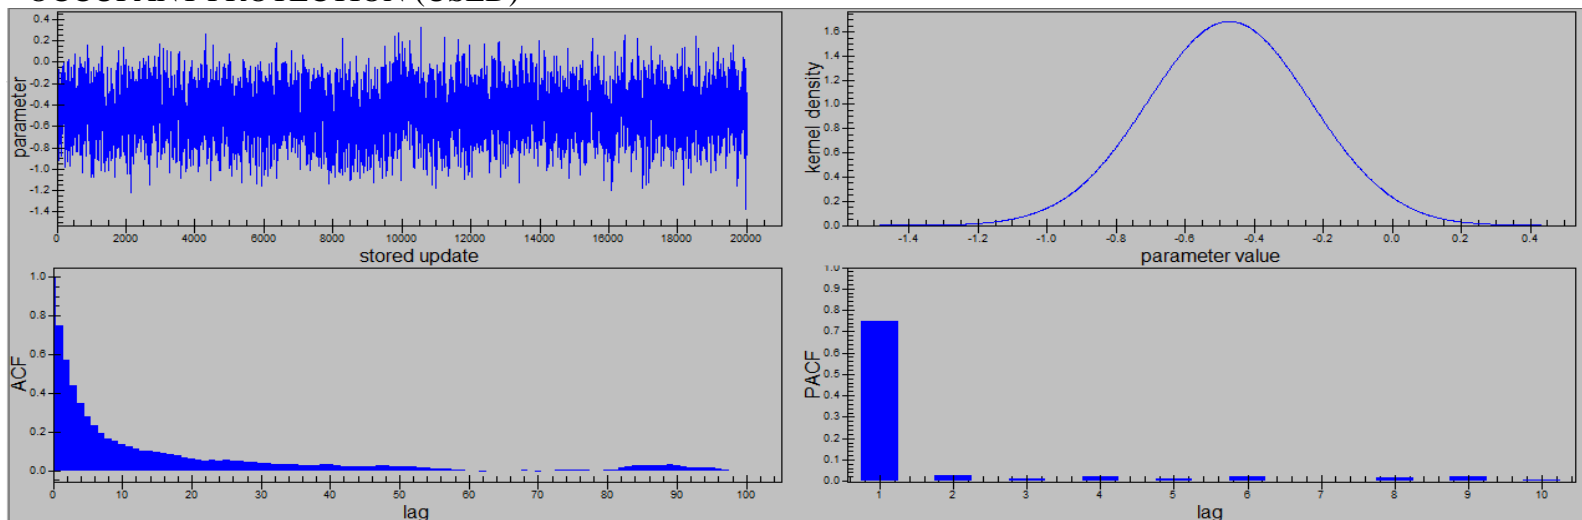 OCCUPANT PROTECTION (USED)
0.4
0.2
0.0
-0.2
-0.4
-0.6
-0.8
-1.0
-1.2
-1.4
parameter
0 2000 4000 6000 8000 10000 12000 14000 16000 18000 20000
stored update
1.6
1.4
1.2
1.0
0.8
0.6
0.4
0.2
0.0
kernel density
-1.4 -1.2 -1.0 -0.8 -0.6 -0.4 -0.2 0.0 0.2 0.4
parameter value
1.0
0.8
0.6
0.4
0.2
0.0
ACF
0 10 20 30 40 50 60 70 80 90 100
lag
1.0
0.9
0.8
0.7
0.6
0.5
0.4
0.3
0.2
0.1
0.0
PACF
1 2 3 4 5 6 7 8 9 10
lag